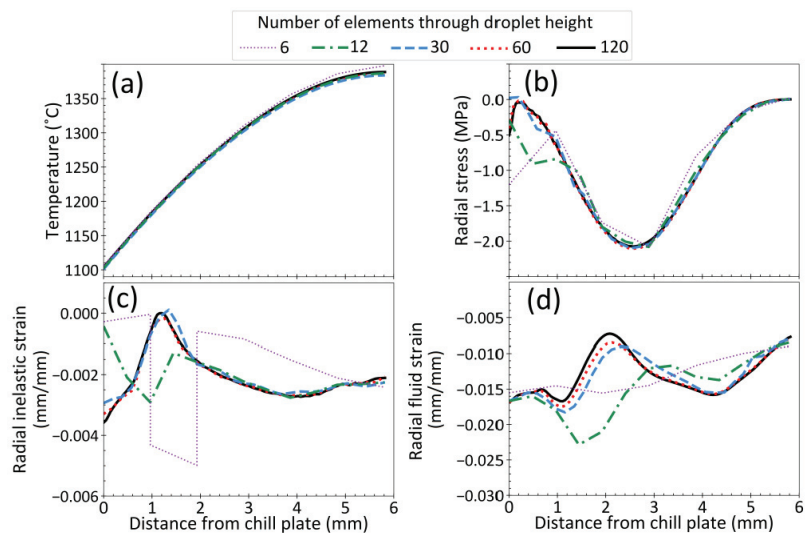 Number of elements through droplet height
6 12 30 60 120
(a)
Temperature (˚C)
1350
1300
1250
1200
1150
1100
(b)
Radial stress (MPa)
0.0
−0.5
−1.0
−1.5
−2.0
(c)
Radial inelastic strain
(mm/mm)
0.000
−0.002
−0.004
−0.006
0 1 2 3 4 5 6
Distance from chill plate (mm)
(d)
Radial fluid strain
(mm/mm)
−0.005
−0.010
−0.015
−0.020
−0.025
−0.030
0 1 2 3 4 5 6
Distance from chill plate (mm)